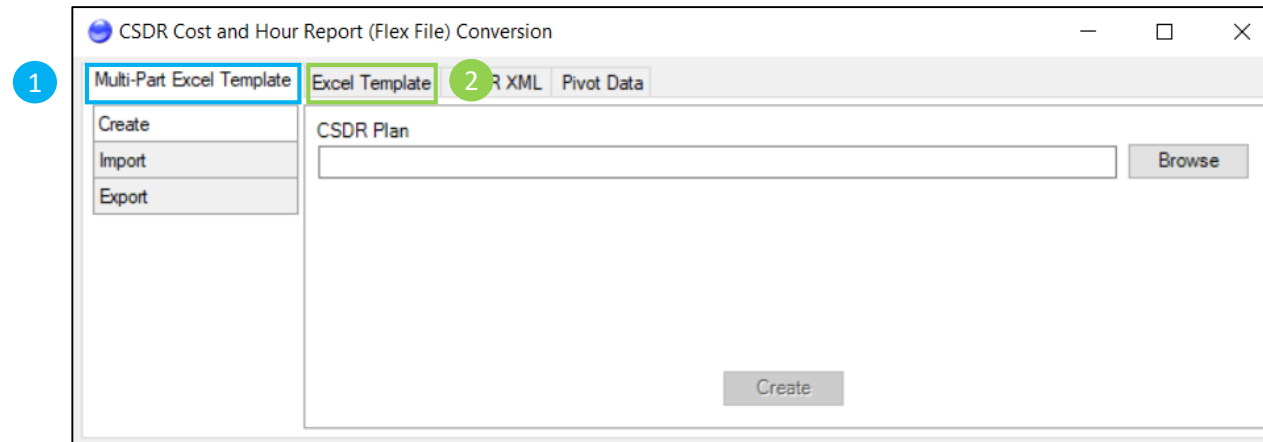 CSDR Cost and Hour Report (Flex File) Conversion
1 Multi-Part Excel Template Excel Template 2 R XML Pivot Data
Create CSDR Plan
Import Browse
Export
Create